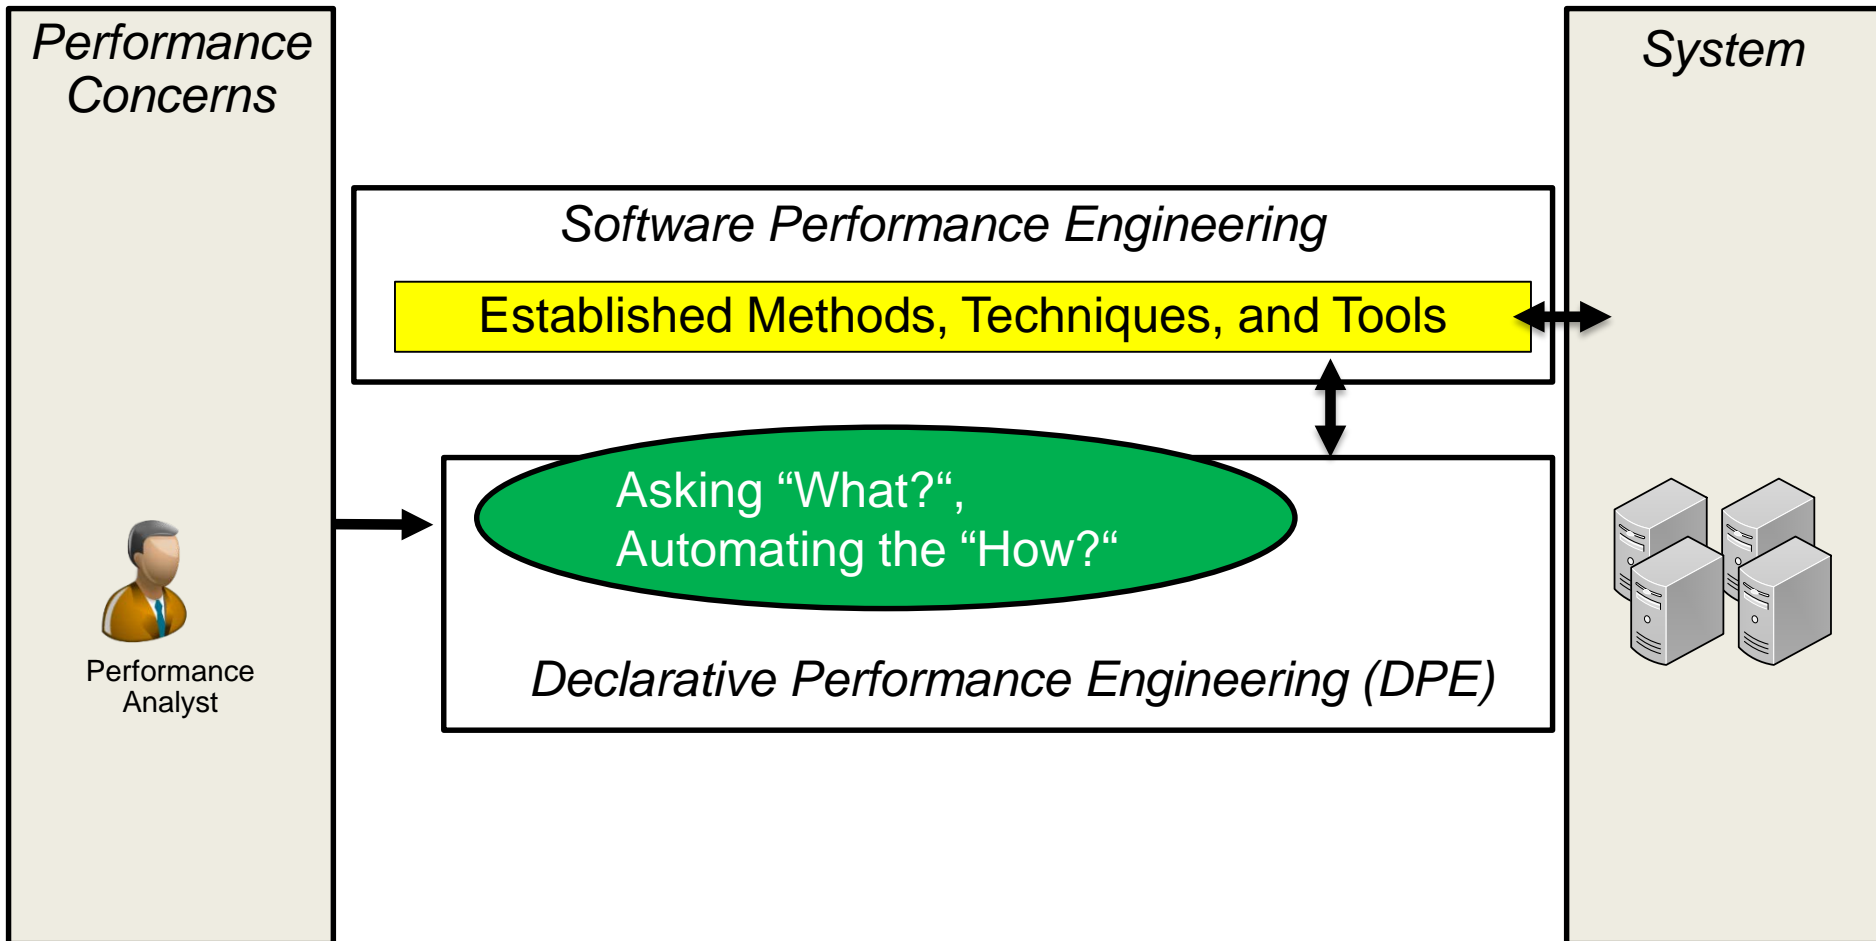 Performance
Concerns
System
Software Performance Engineering
Established Methods, Techniques, and Tools
Asking “What?“,
Automating the “How?“
Performance
Analyst
Declarative Performance Engineering (DPE)